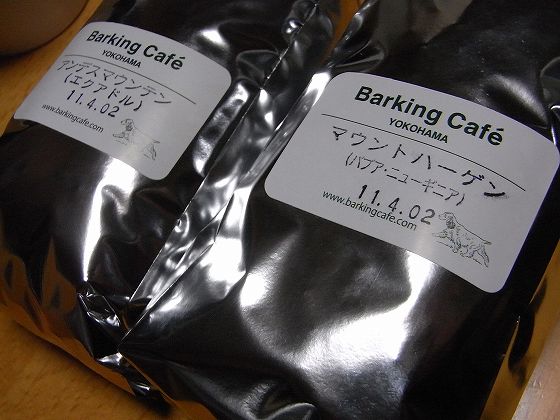 Barking Café
YOKOHAMA
アンデスマウンテン
(エクアドル)
11.4.02
www.barkingcafe.com
Barking Café
YOKOHAMA
マウントハーゲン
(パプア・ニューギニア)
11.4.02
www.barkingcafe.com